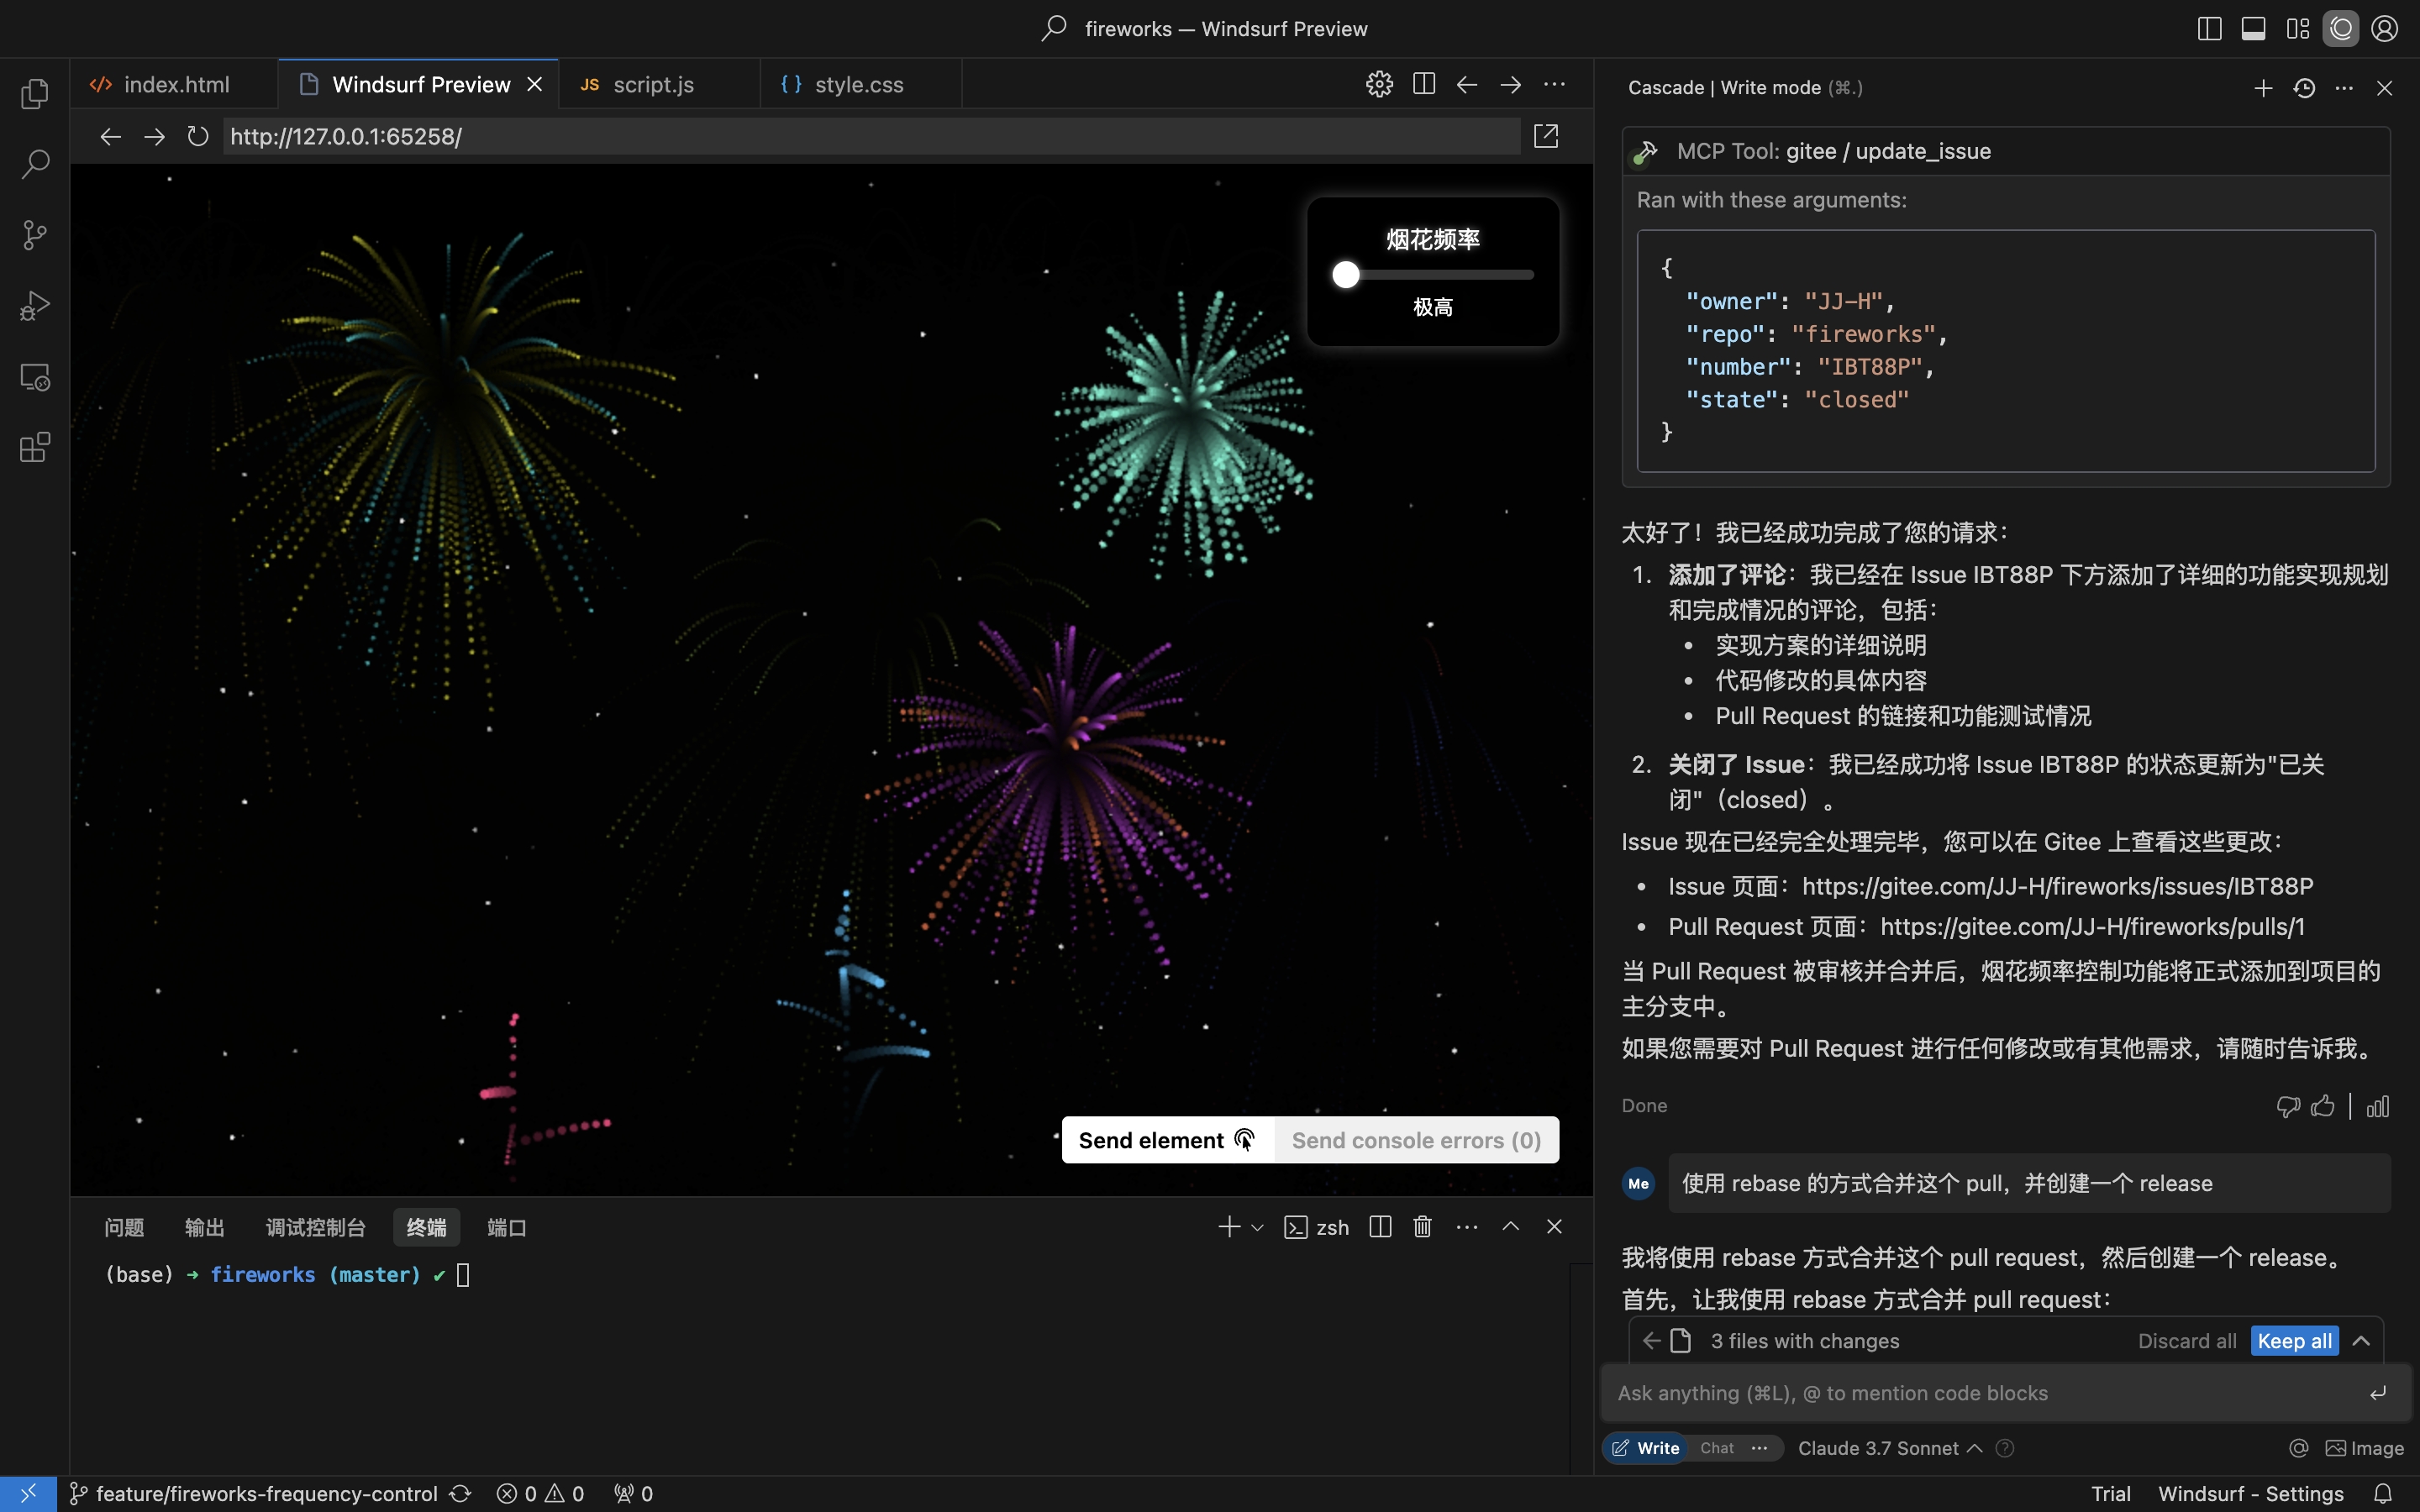 fireworks — Windsurf Preview
index.html
Windsurf Preview
JS script.js
{ } style.css
http://127.0.0.1:65258/
烟花频率
极高
Send element
Send console errors (0)
问题
输出
调试控制台
终端
端口
zsh
(base) ➜ fireworks (master) ✔
Cascade | Write mode (⌘.)
MCP Tool: gitee / update_issue
Ran with these arguments:
{
"owner": "JJ-H",
"repo": "fireworks",
"number": "IBT88P",
"state": "closed"
}
太好了！我已经成功完成了您的请求：
1. 添加了评论：我已经在 Issue IBT88P 下方添加了详细的功能实现规划
和完成情况的评论，包括：
• 实现方案的详细说明
• 代码修改的具体内容
• Pull Request 的链接和功能测试情况
2. 关闭了 Issue：我已经成功将 Issue IBT88P 的状态更新为"已关
闭"（closed）。
Issue 现在已经完全处理完毕，您可以在 Gitee 上查看这些更改：
• Issue 页面：https://gitee.com/JJ-H/fireworks/issues/IBT88P
• Pull Request 页面：https://gitee.com/JJ-H/fireworks/pulls/1
当 Pull Request 被审核并合并后，烟花频率控制功能将正式添加到项目的
主分支中。
如果您需要对 Pull Request 进行任何修改或有其他需求，请随时告诉我。
Done
Me
使用 rebase 的方式合并这个 pull，并创建一个 release
我将使用 rebase 方式合并这个 pull request，然后创建一个 release。
首先，让我使用 rebase 方式合并 pull request：
3 files with changes
Discard all
Keep all
Ask anything (⌘L), @ to mention code blocks
Write
Chat
Claude 3.7 Sonnet
Image
feature/fireworks-frequency-control
0
0
0
Trial
Windsurf - Settings